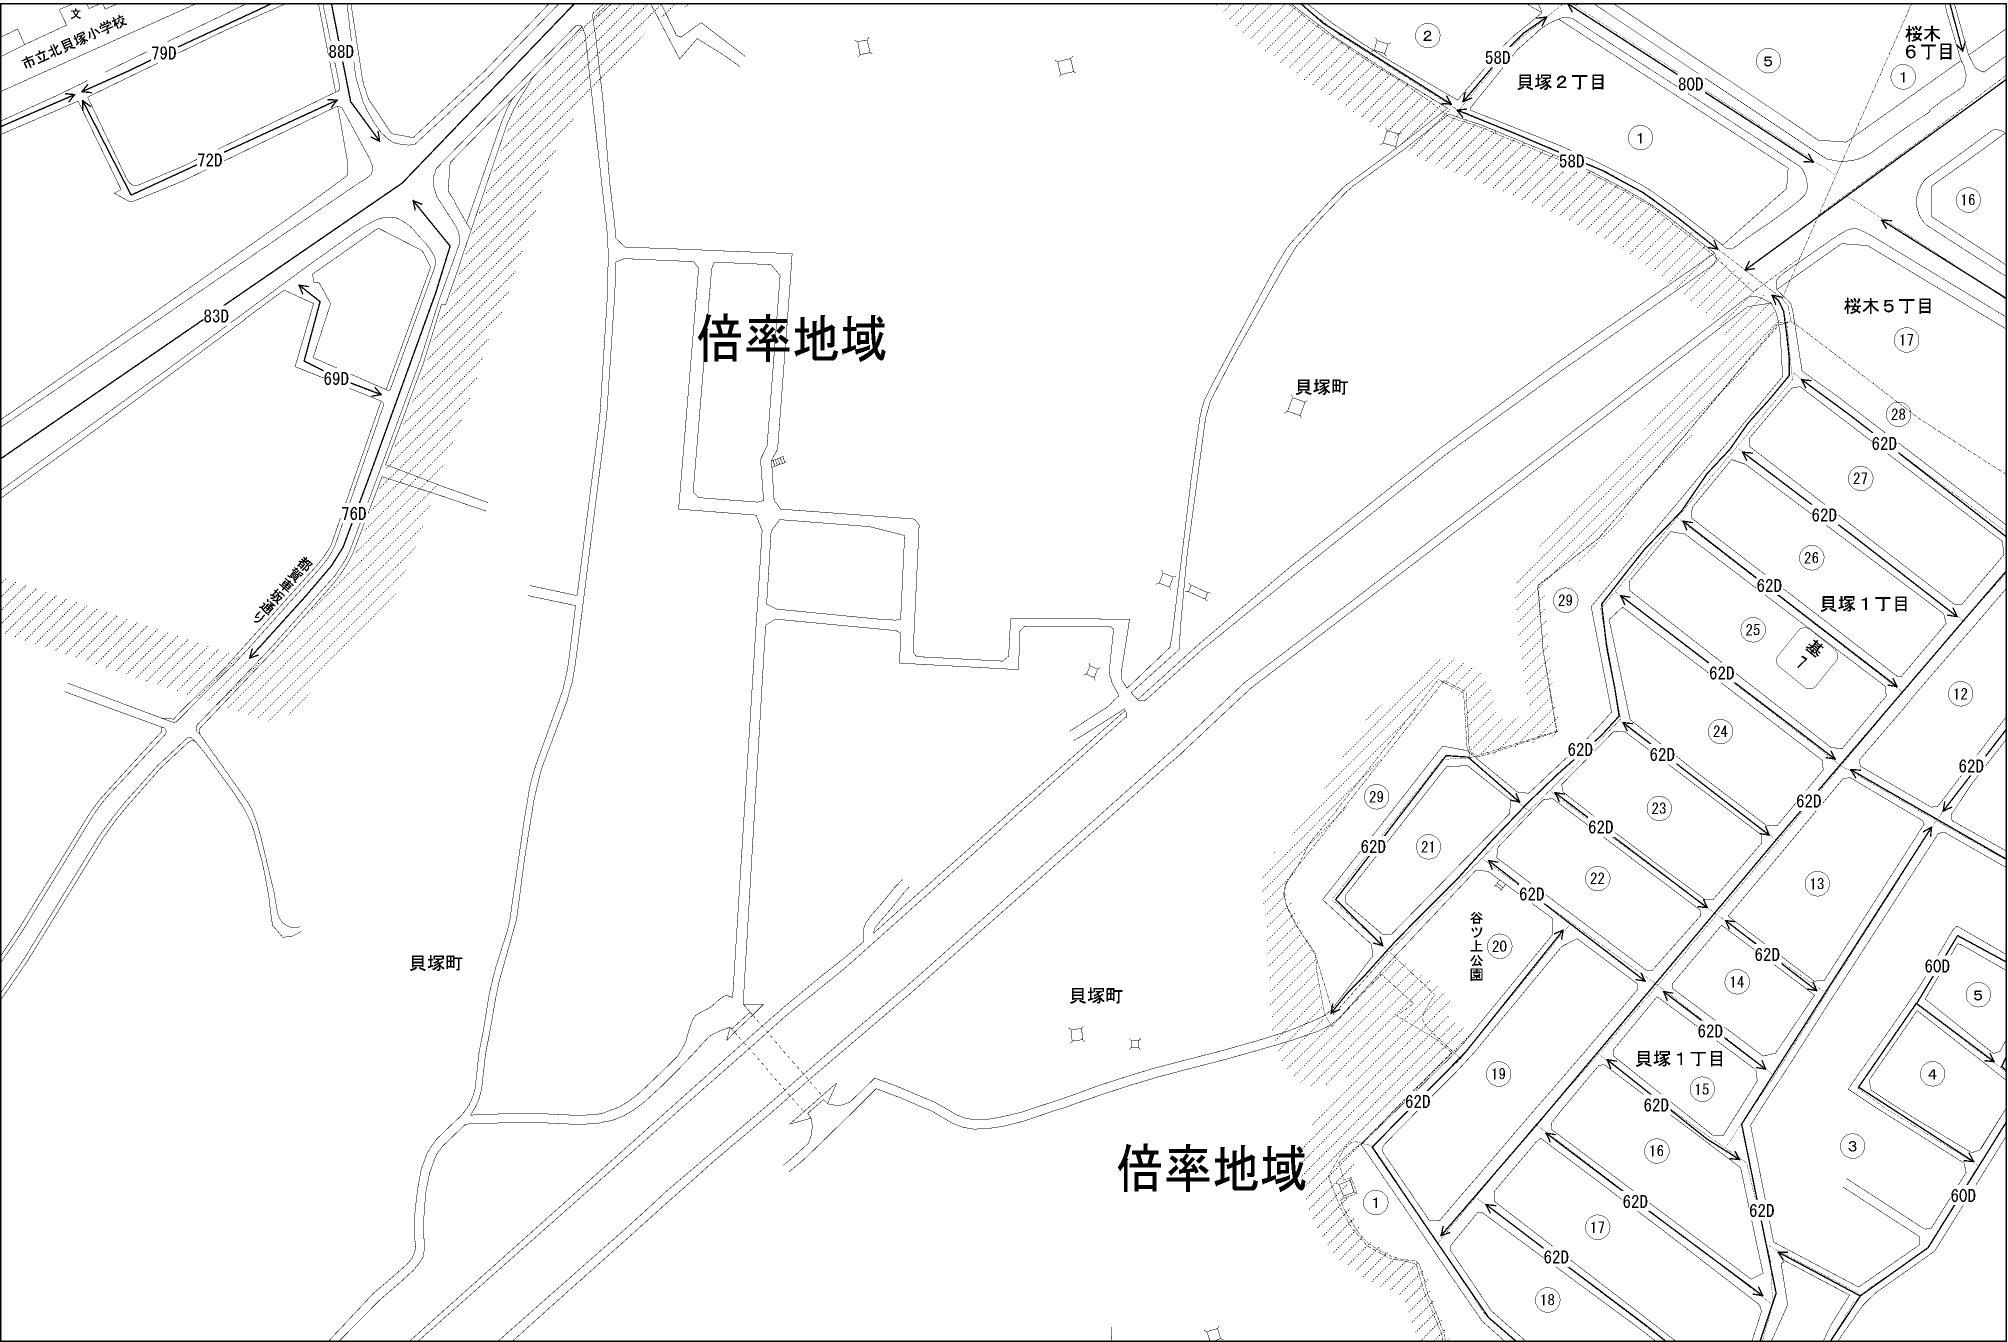 文
市立北貝塚小学校
79D
88D
72D
83D
69D
76D
都賀車坂通り
倍率地域
貝塚町
②
58D
貝塚２丁目
①
58D
80D
⑤
桜木
６丁目
①
⑯
桜木５丁目
⑰
㉘
62D
㉗
62D
㉖
62D
貝塚１丁目
㉙
㉕
基
1
62D
㉔
62D
62D
⑫
62D
62D
㉓
62D
㉙
62D
㉑
㉒
62D
⑬
谷ツ上公園
⑳
62D
⑭
60D
⑤
貝塚町
貝塚町
62D
貝塚１丁目
⑮
⑲
62D
62D
④
③
倍率地域
①
⑯
62D
62D
60D
⑰
62D
⑱